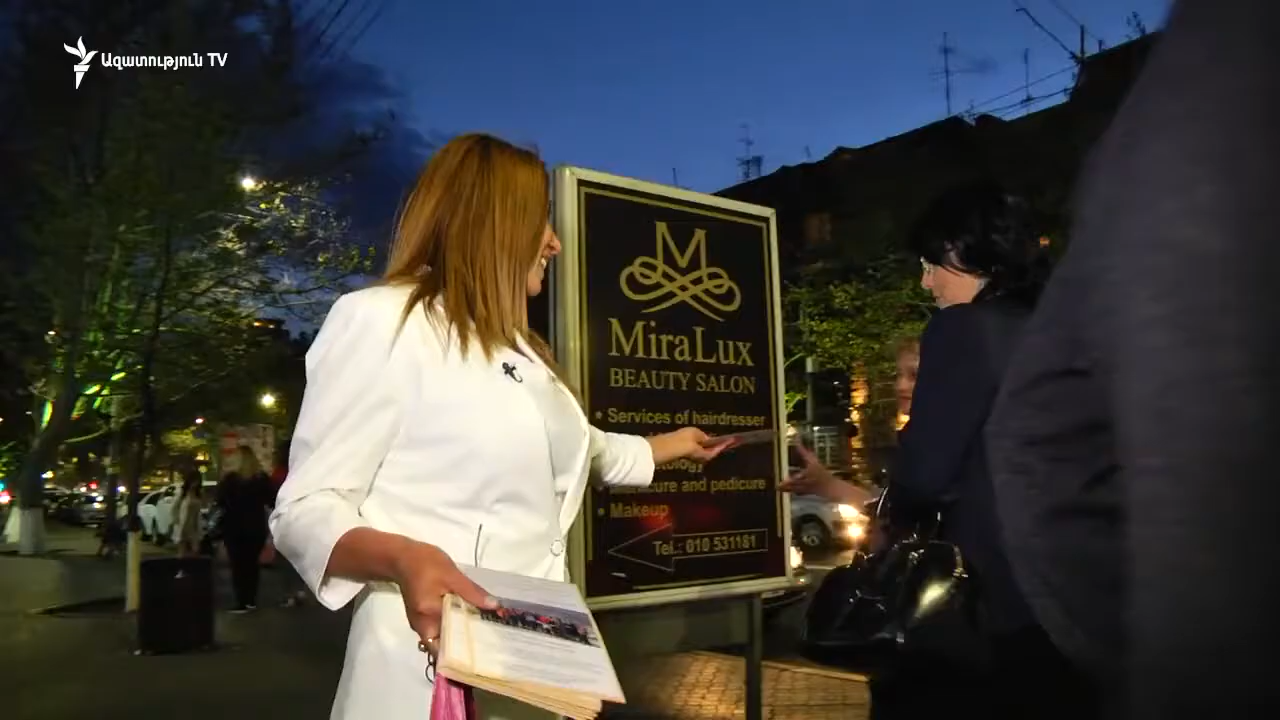 Ազատություն TV
M
MiraLux
BEAUTY SALON
• Services of hairdresser
Manicure and pedicure
• Makeup
Tel.: 010 531181